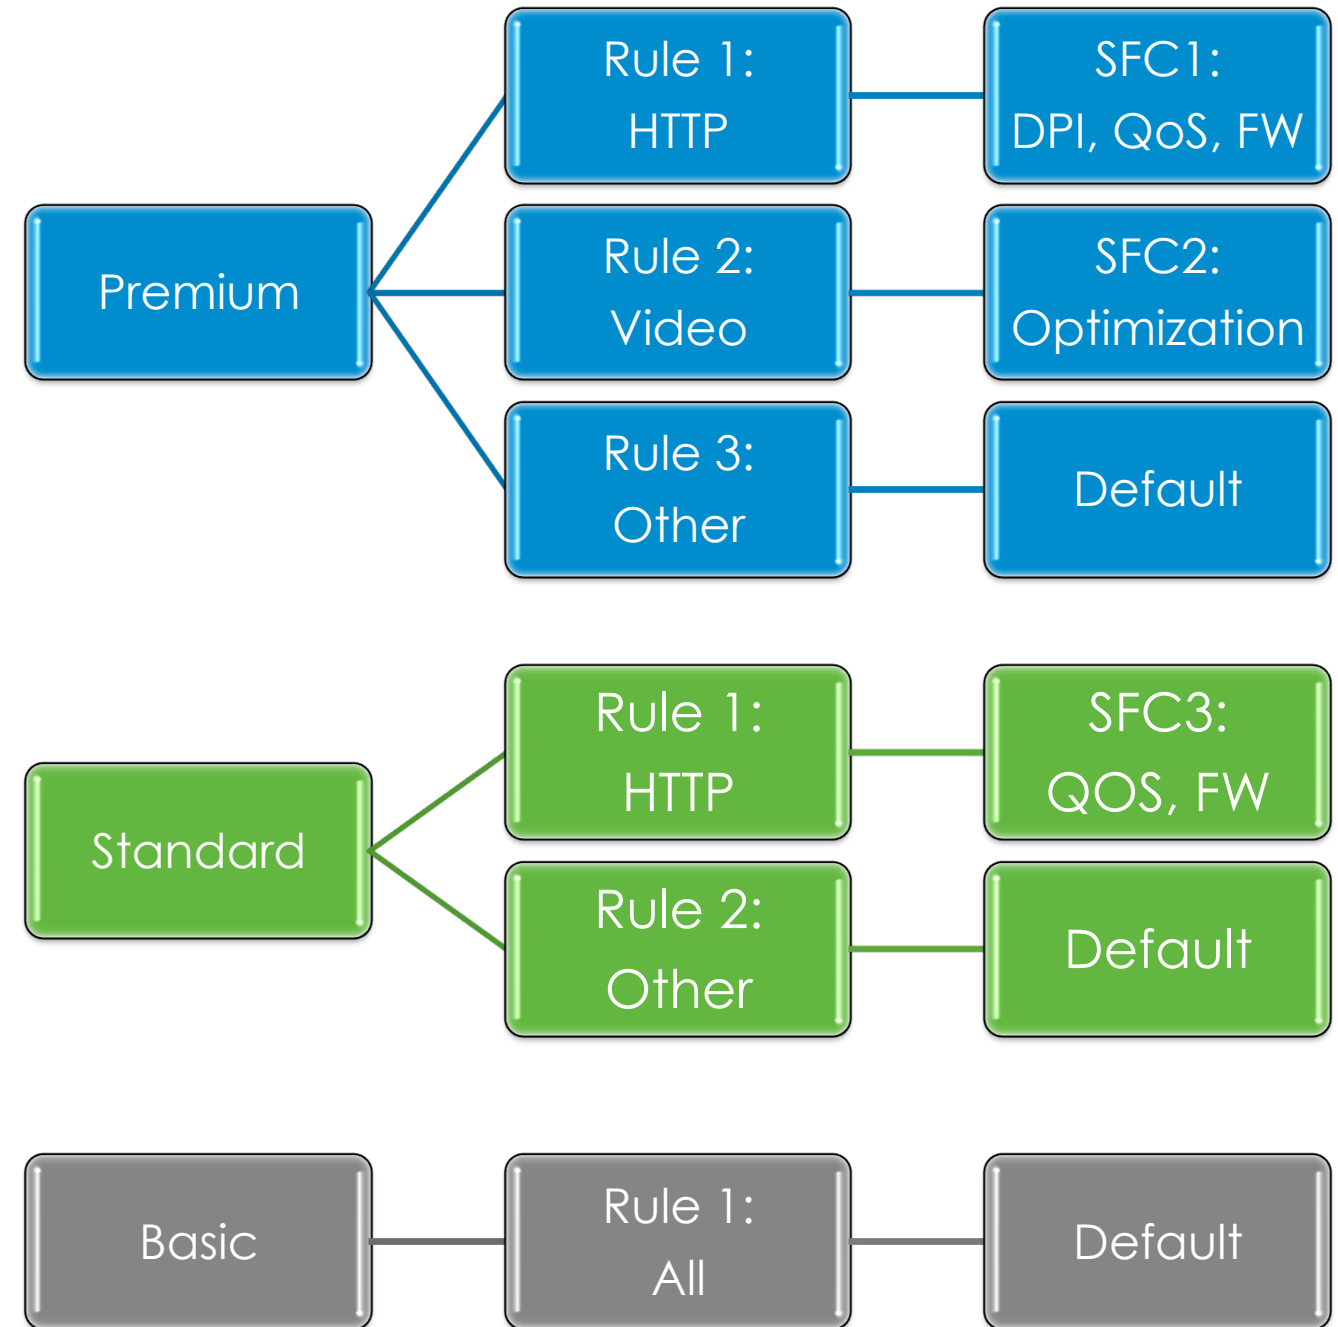 Premium
Rule 1:
HTTP
SFC1:
DPI, QoS, FW
Rule 2:
Video
SFC2:
Optimization
Rule 3:
Other
Default
Standard
Rule 1:
HTTP
SFC3:
QOS, FW
Rule 2:
Other
Default
Basic
Rule 1:
All
Default